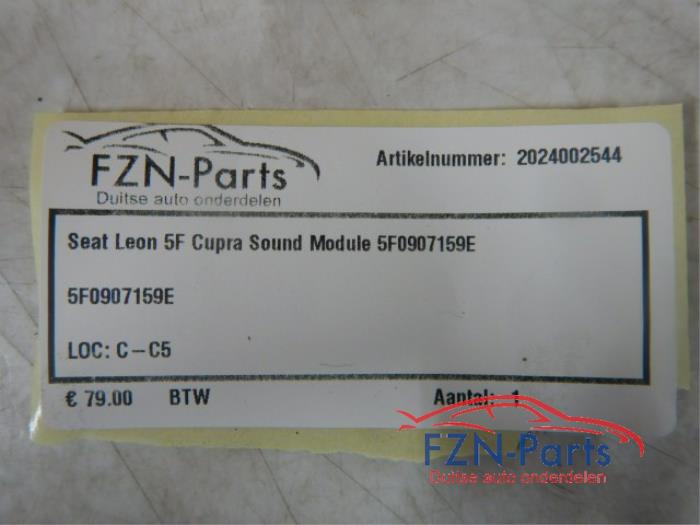 FZN-Parts
Duitse auto onderdelen
Artikelnummer: 2024002544
Seat Leon 5F Cupra Sound Module 5F0907159E
5F0907159E
LOC: C-C5
€ 79.00 BTW Aantal: 1
FZN-Parts
Duitse auto onderdelen